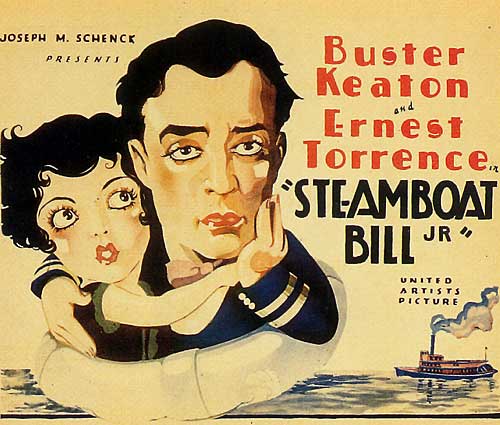 JOSEPH M. SCHENCK
PRESENTS
Buster
Keaton
and
Ernest
Torrence in
"STEAMBOAT
BILL JR"
UNITED
ARTISTS
PICTURE